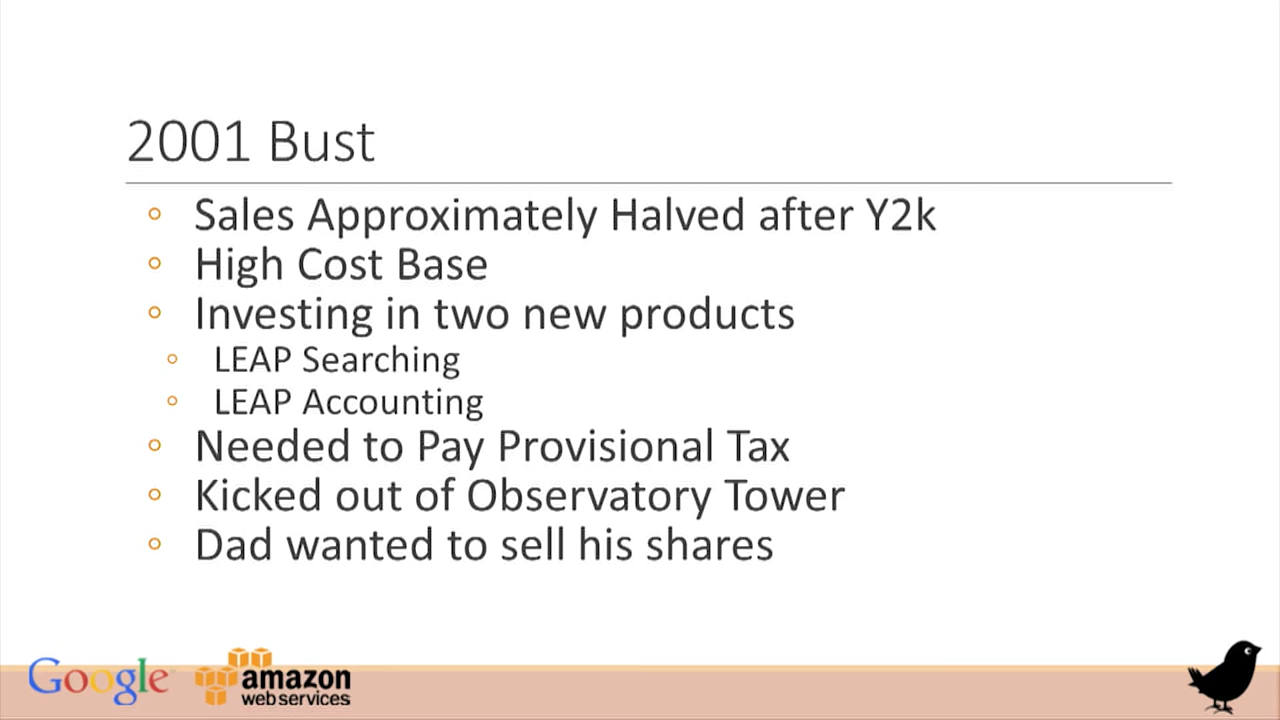 2001 Bust
Sales Approximately Halved after Y2k
High Cost Base
Investing in two new products
LEAP Searching
LEAP Accounting
Needed to Pay Provisional Tax
Kicked out of Observatory Tower
Dad wanted to sell his shares
Google
amazon
web services